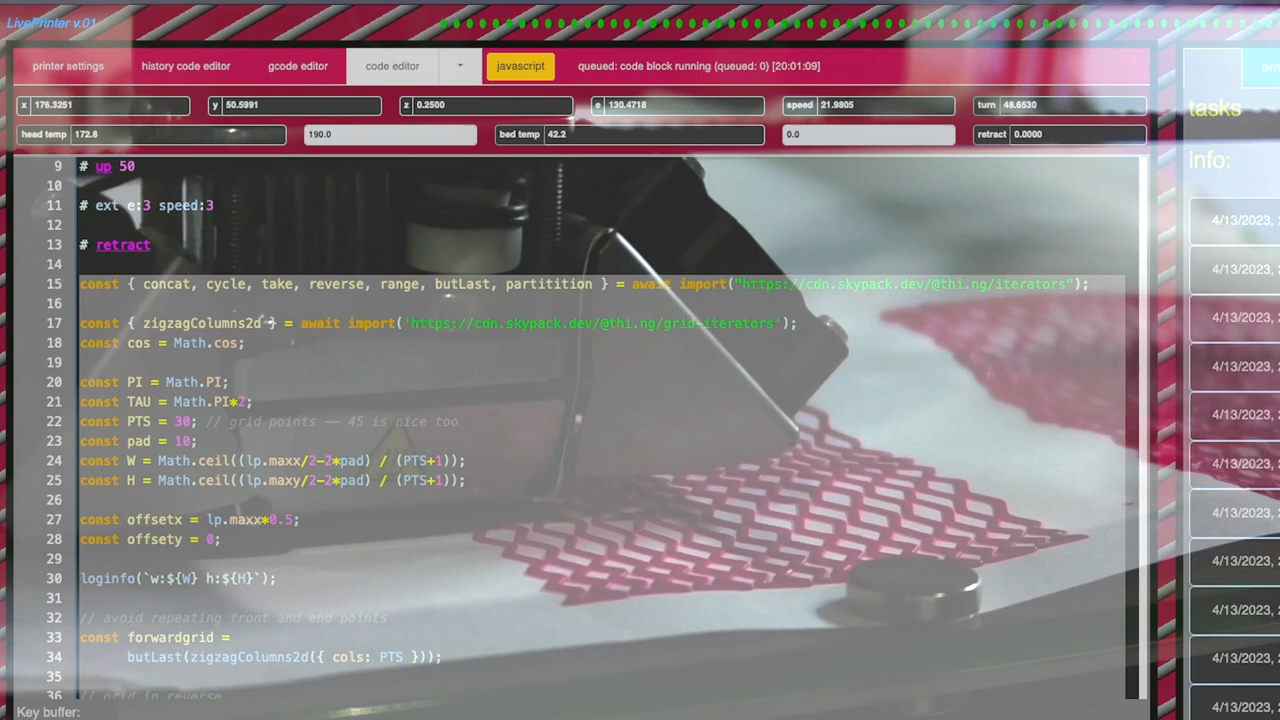 LivePrinter v.01
printer settings history code editor gcode editor code editor javascript queued: code block running (queued: 0) [20:01:09]
x 176.3251 y 50.5991 z 0.2500 e 130.4718 speed 21.9805 turn 48.6530
head temp 172.8 190.0 bed temp 42.2 0.0 retract 0.0000
tasks
info:
4/13/2023,
4/13/2023,
4/13/2023,
4/13/2023,
4/13/2023,
4/13/2023,
4/13/2023,
4/13/2023,
4/13/2023,
4/13/2023,
4/13/2023,
9 # up 50
10
11 # ext e:3 speed:3
12
13 # retract
14
15 const { concat, cycle, take, reverse, range, butLast, partitition } = await import("https://cdn.skypack.dev/@thi.ng/iterators");
16
17 const { zigzagColumns2d } = await import('https://cdn.skypack.dev/@thi.ng/grid-iterators');
18 const cos = Math.cos;
19
20 const PI = Math.PI;
21 const TAU = Math.PI*2;
22 const PTS = 30; // grid points -- 45 is nice too
23 const pad = 10;
24 const W = Math.ceil((lp.maxx/2-2*pad) / (PTS+1));
25 const H = Math.ceil((lp.maxy/2-2*pad) / (PTS+1));
26
27 const offsetx = lp.maxx*0.5;
28 const offsety = 0;
29
30 loginfo(`w:${W} h:${H}`);
31
32 // avoid repeating front and end points
33 const forwardgrid =
34 butLast(zigzagColumns2d({ cols: PTS }));
35
36 // grid in reverse
Key buffer: